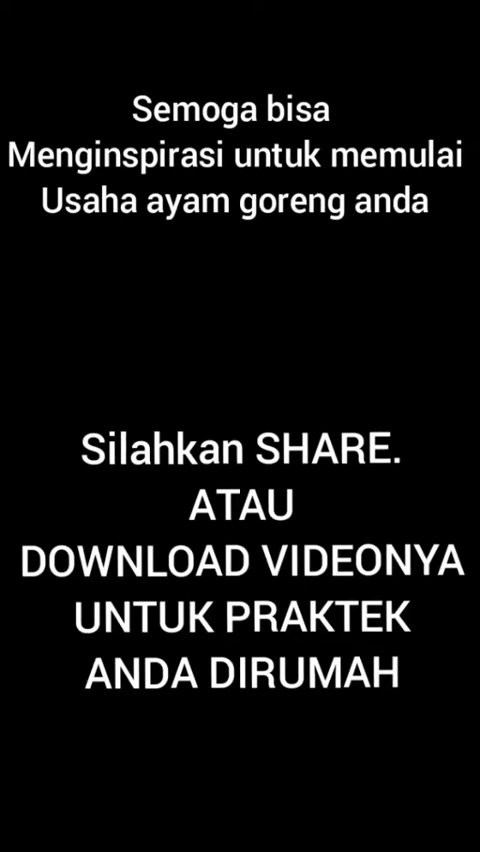 Semoga bisa
Menginspirasi untuk memulai
Usaha ayam goreng anda
Silahkan SHARE.
ATAU
DOWNLOAD VIDEONYA
UNTUK PRAKTEK
ANDA DIRUMAH